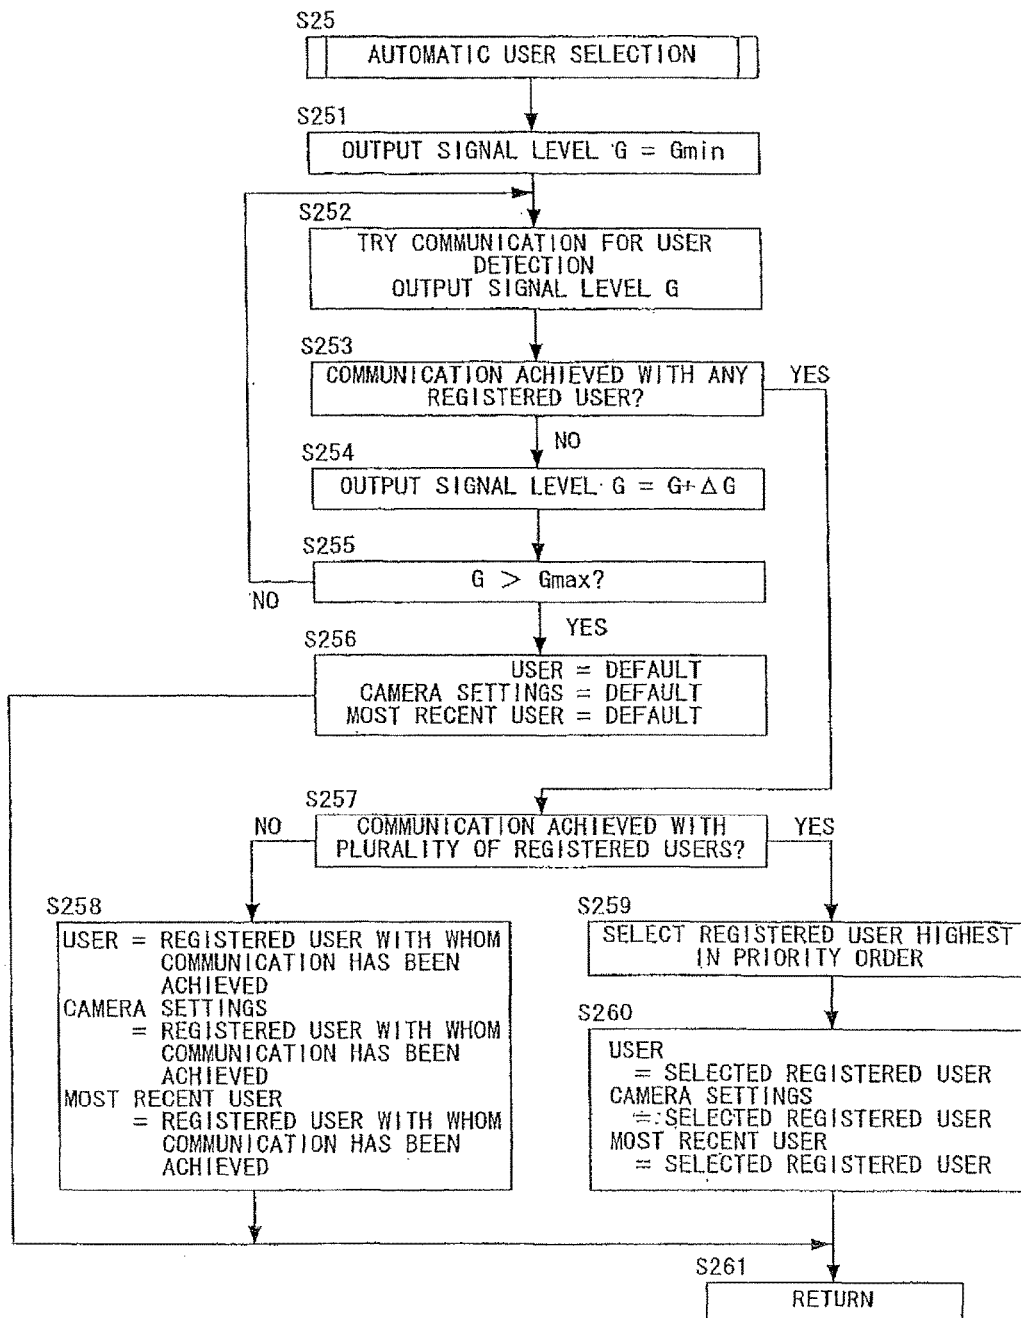 S25
AUTOMATIC USER SELECTION
S251
OUTPUT SIGNAL LEVEL G = Gmin
S252
TRY COMMUNICATION FOR USER
DETECTION
OUTPUT SIGNAL LEVEL G
S253
COMMUNICATION ACHIEVED WITH ANY
REGISTERED USER?
YES
NO
S254
OUTPUT SIGNAL LEVEL G = G+ΔG
S255
G > Gmax?
NO
YES
S256
USER = DEFAULT
CAMERA SETTINGS = DEFAULT
MOST RECENT USER = DEFAULT
S257
COMMUNICATION ACHIEVED WITH
PLURALITY OF REGISTERED USERS?
NO
YES
S258
USER = REGISTERED USER WITH WHOM
COMMUNICATION HAS BEEN
ACHIEVED
CAMERA SETTINGS
= REGISTERED USER WITH WHOM
COMMUNICATION HAS BEEN
ACHIEVED
MOST RECENT USER
= REGISTERED USER WITH WHOM
COMMUNICATION HAS BEEN
ACHIEVED
S259
SELECT REGISTERED USER HIGHEST
IN PRIORITY ORDER
S260
USER
= SELECTED REGISTERED USER
CAMERA SETTINGS
= SELECTED REGISTERED USER
MOST RECENT USER
= SELECTED REGISTERED USER
S261
RETURN